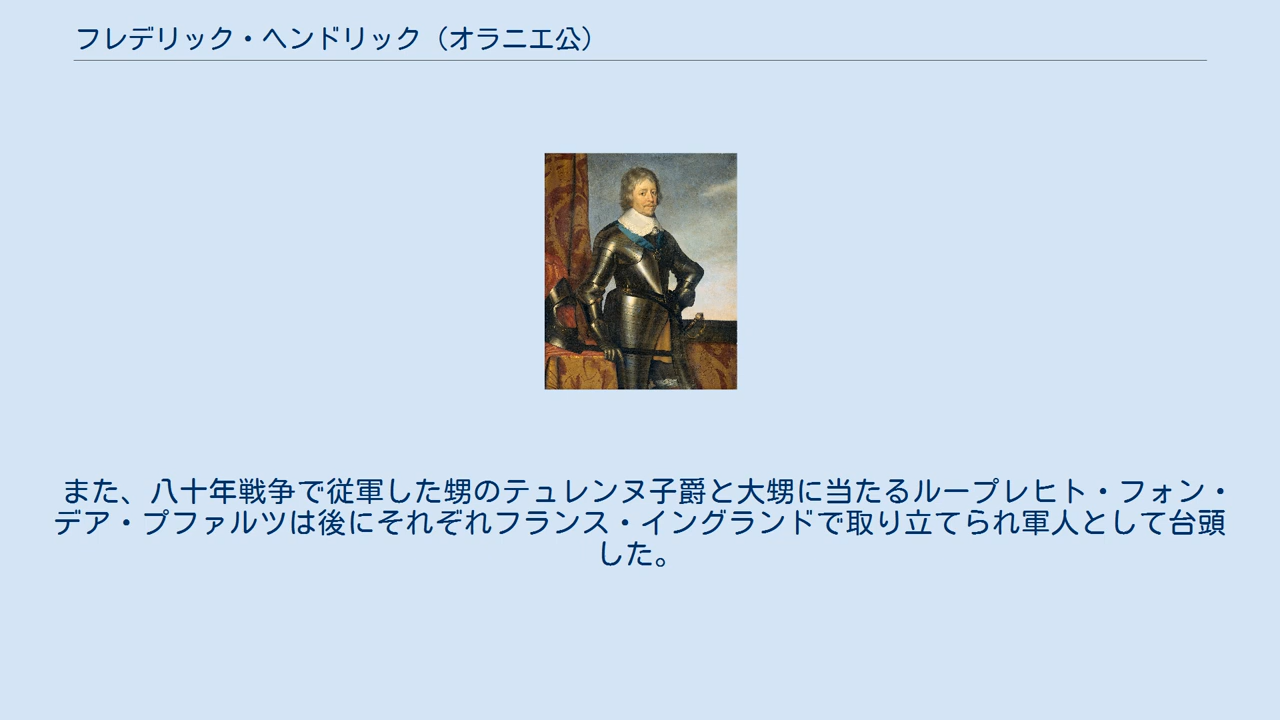 フレデリック・ヘンドリック（オラニエ公）
また、八十年戦争で従軍した甥のテュレンヌ子爵と大甥に当たるループレヒト・フォン・
デア・プファルツは後にそれぞれフランス・イングランドで取り立てられ軍人として台頭
した。